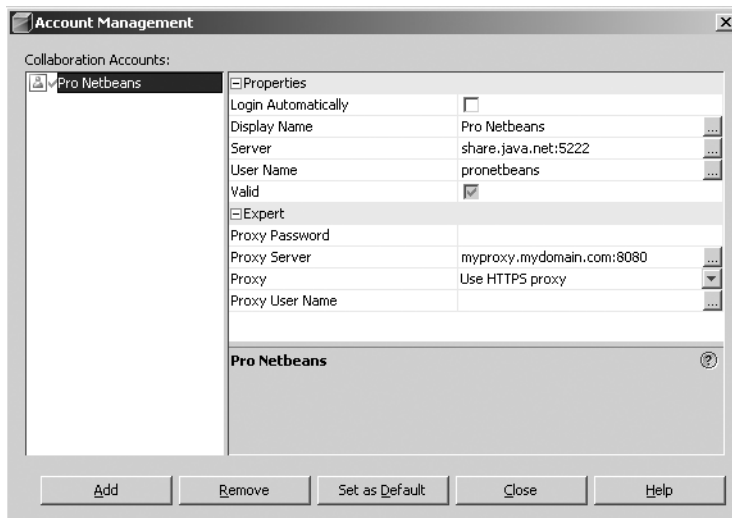 Account Management
Collaboration Accounts:
Pro Netbeans
Properties
Login Automatically
Display Name Pro Netbeans ...
Server share.java.net:5222 ...
User Name pronetbeans ...
Valid
Expert
Proxy Password
Proxy Server myproxy.mydomain.com:8080 ...
Proxy Use HTTPS proxy
Proxy User Name ...
Pro Netbeans ?
Add Remove Set as Default Close Help